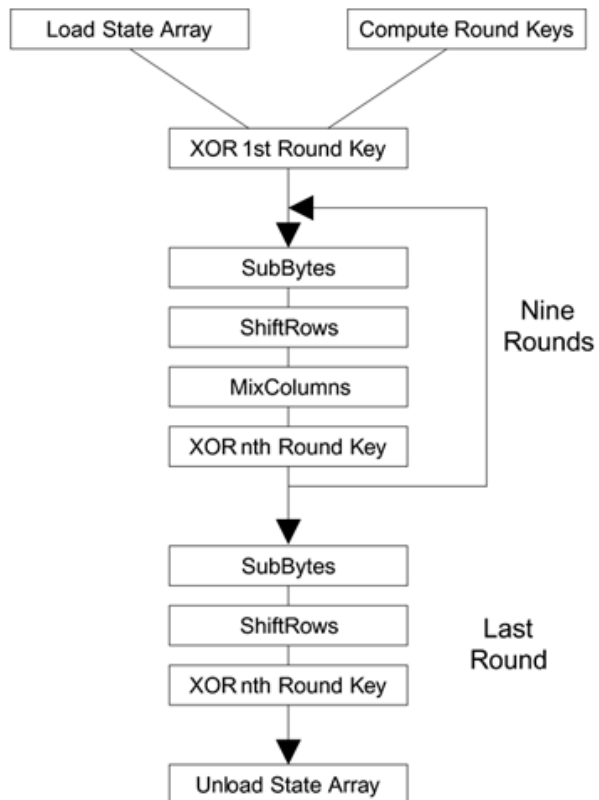 Load State Array
Compute Round Keys
XOR 1st Round Key
SubBytes
ShiftRows
MixColumns
XOR nth Round Key
Nine
Rounds
SubBytes
ShiftRows
XOR nth Round Key
Last
Round
Unload State Array